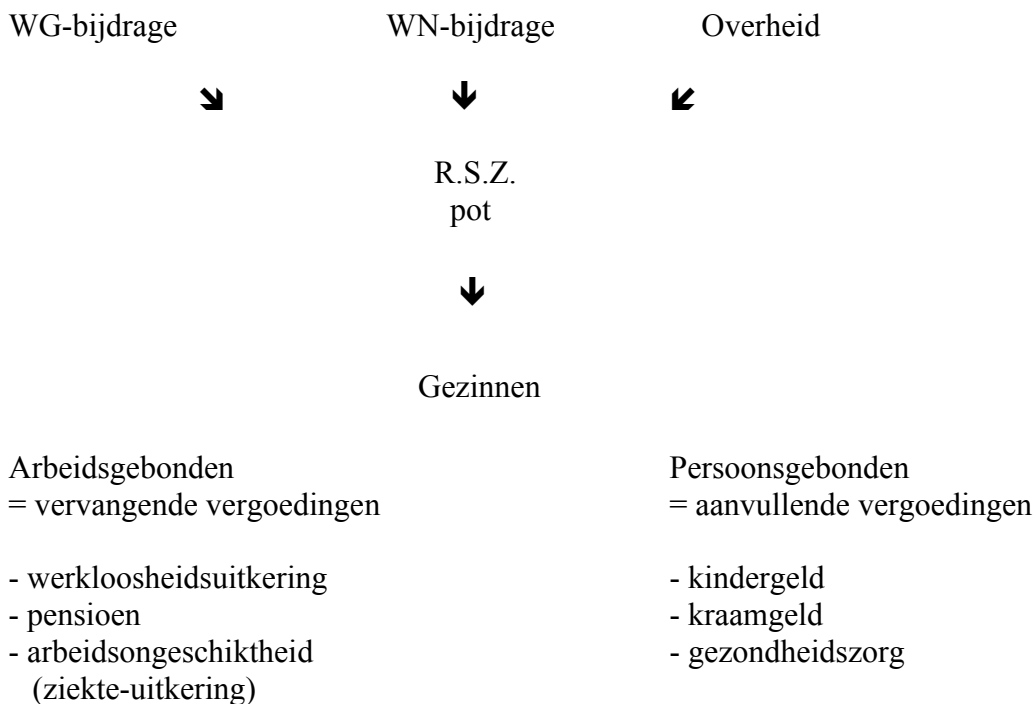 WG-bijdrage WN-bijdrage Overheid
R.S.Z.
pot
Gezinnen
Arbeidsgebonden
= vervangende vergoedingen
- werkloosheidsuitkering
- pensioen
- arbeidsongeschiktheid
(ziekte-uitkering)
Persoonsgebonden
= aanvullende vergoedingen
- kindergeld
- kraamgeld
- gezondheidszorg